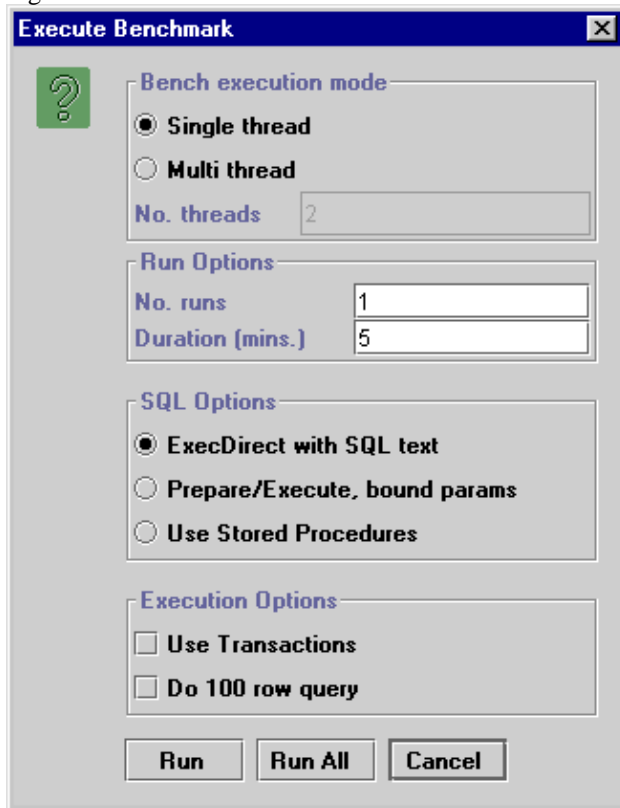 Execute Benchmark
Bench execution mode
Single thread
Multi thread
No. threads 2
Run Options
No. runs 1
Duration (mins.) 5
SQL Options
ExecDirect with SQL text
Prepare/Execute, bound params
Use Stored Procedures
Execution Options
Use Transactions
Do 100 row query
Run Run All Cancel